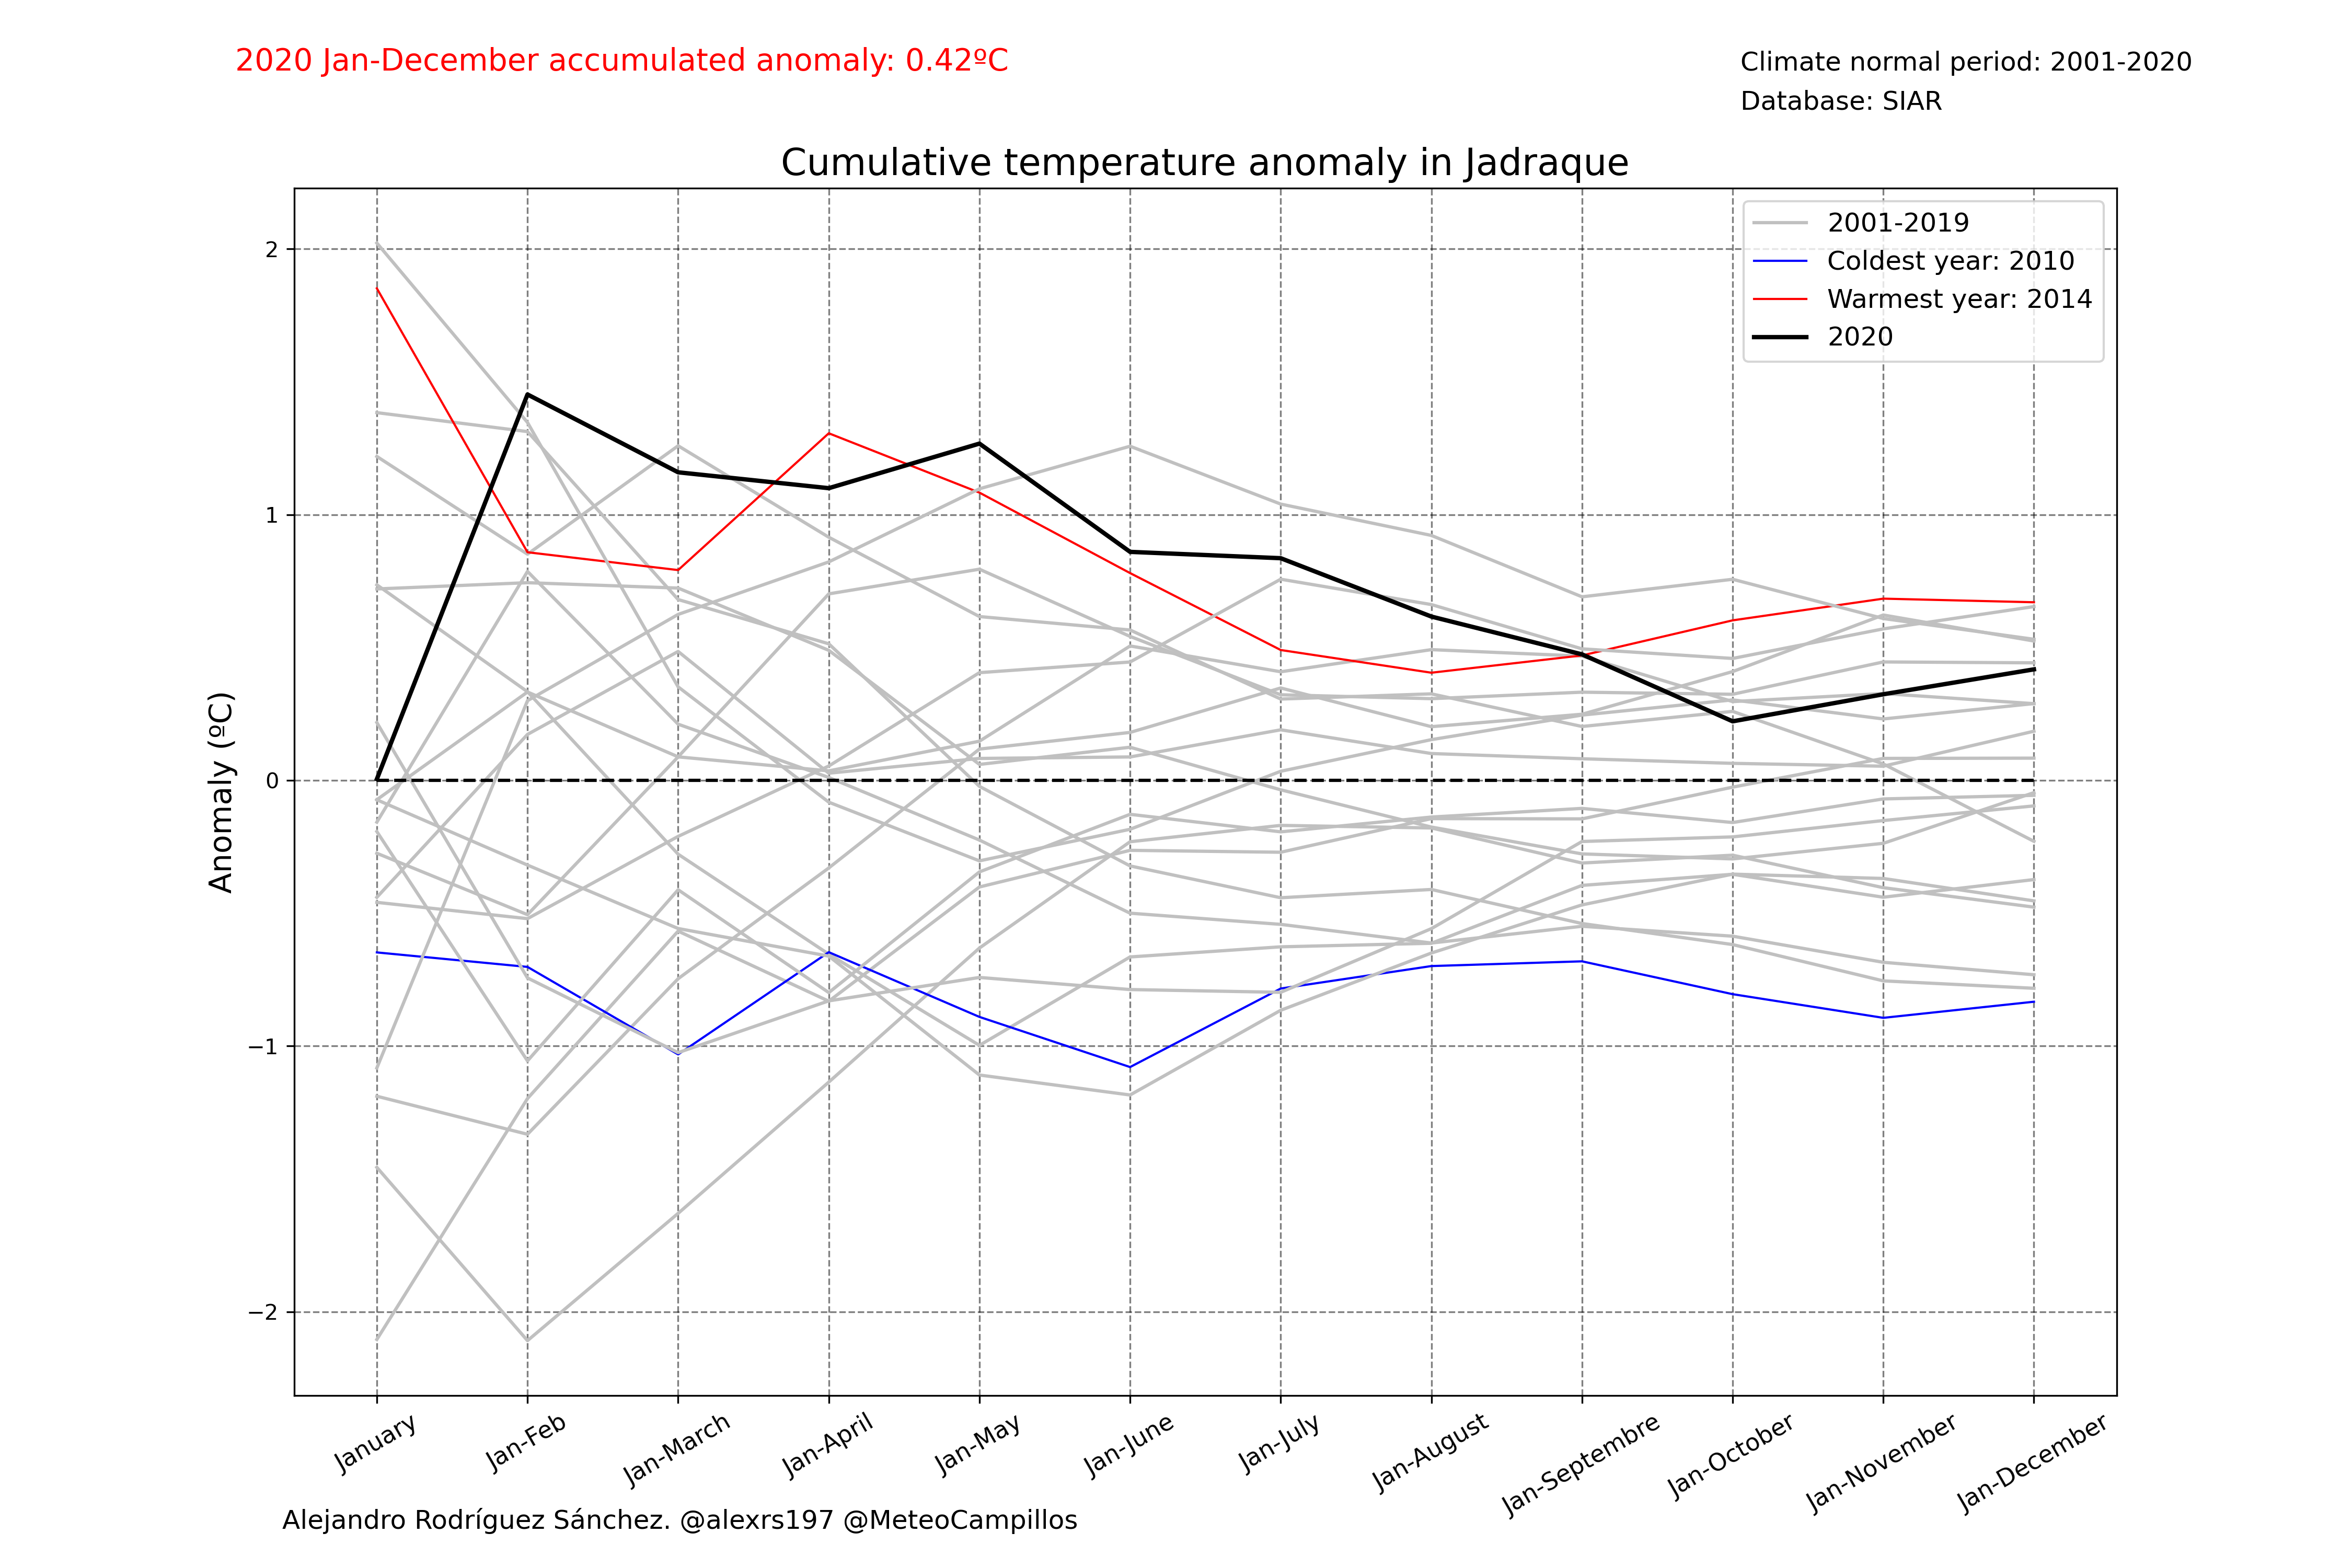 2020 Jan-December accumulated anomaly: 0.42ºC
Climate normal period: 2001-2020
Database: SIAR
Cumulative temperature anomaly in Jadraque
2001-2019
Coldest year: 2010
Warmest year: 2014
2020
Anomaly (ºC)
2
1
0
−1
−2
January
Jan-Feb
Jan-March
Jan-April
Jan-May
Jan-June
Jan-July
Jan-August
Jan-Septembre
Jan-October
Jan-November
Jan-December
Alejandro Rodríguez Sánchez. @alexrs197 @MeteoCampillos